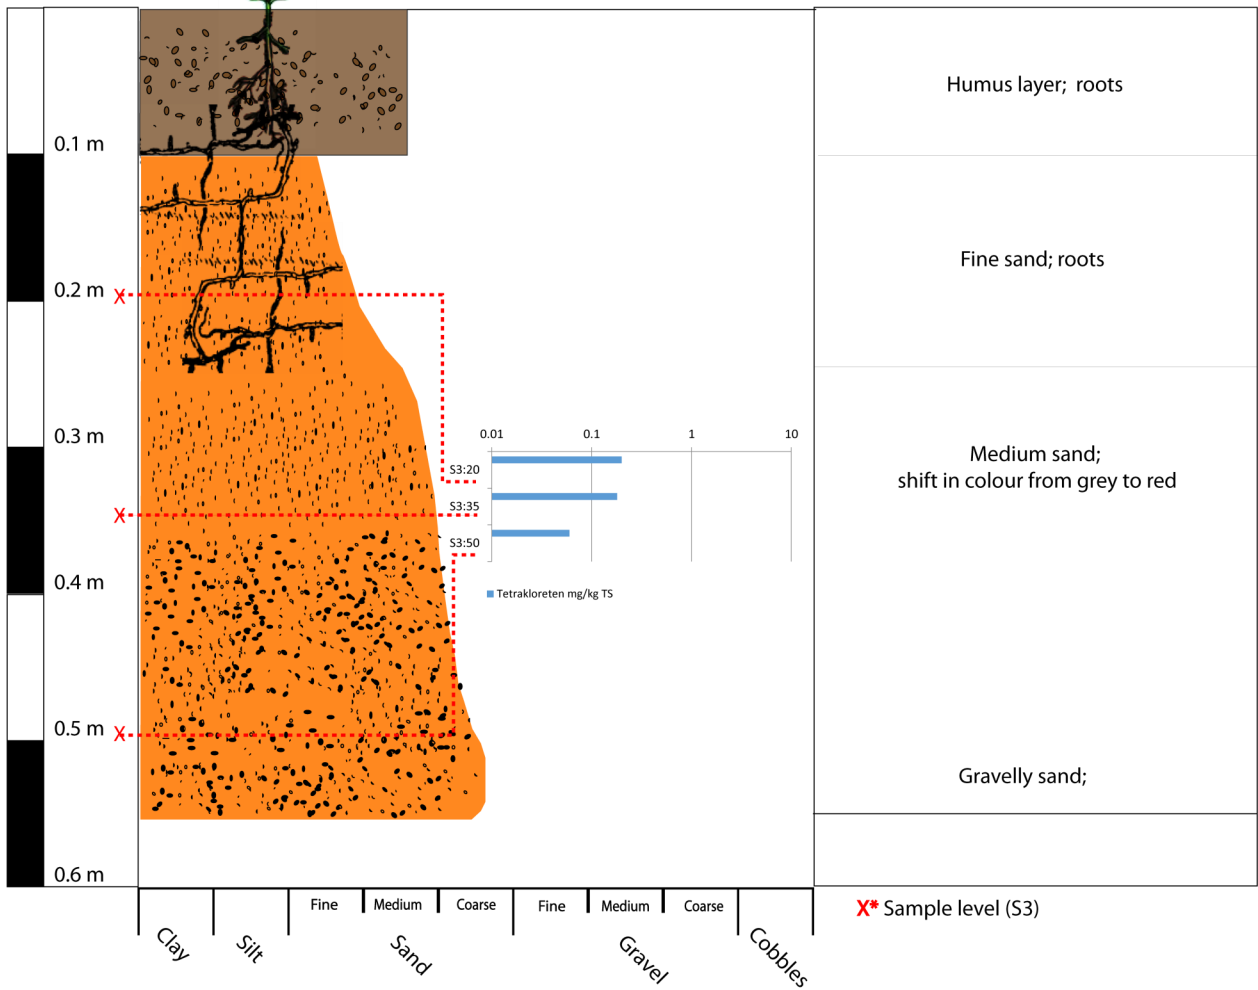 Humus layer; roots
0.1 m
Fine sand; roots
0.2 m
X
0.3 m
0.01 0.1 1 10
Medium sand;
shift in colour from grey to red
S3:20
S3:35
X
S3:50
0.4 m
Tetrakloreten mg/kg TS
0.5 m
X
Gravelly sand;
0.6 m
Fine Medium Coarse Fine Medium Coarse
X* Sample level (S3)
Clay Silt Sand Gravel Cobbles